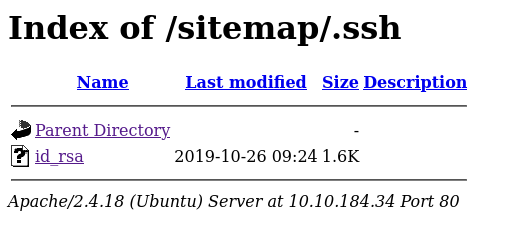 Index of /sitemap/.ssh
Name Last modified Size Description
Parent Directory -
id_rsa 2019-10-26 09:24 1.6K
Apache/2.4.18 (Ubuntu) Server at 10.10.184.34 Port 80